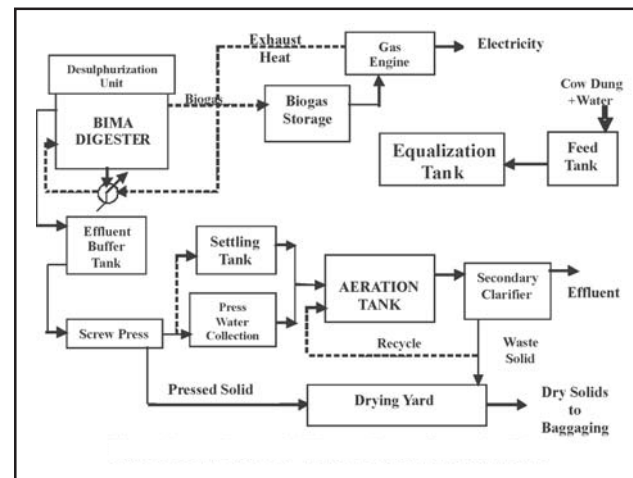 Exhaust
Heat
Gas
Engine
Electricity
Desulphurization
Unit
Biogas
Biogas
Storage
Cow Dung
+Water
BIMA
DIGESTER
Equalization
Tank
Feed
Tank
Effluent
Buffer
Tank
Settling
Tank
AERATION
TANK
Secondary
Clarifier
Effluent
Screw Press
Press
Water
Collection
Recycle
Waste
Solid
Pressed Solid
Drying Yard
Dry Solids
to
Baggaging